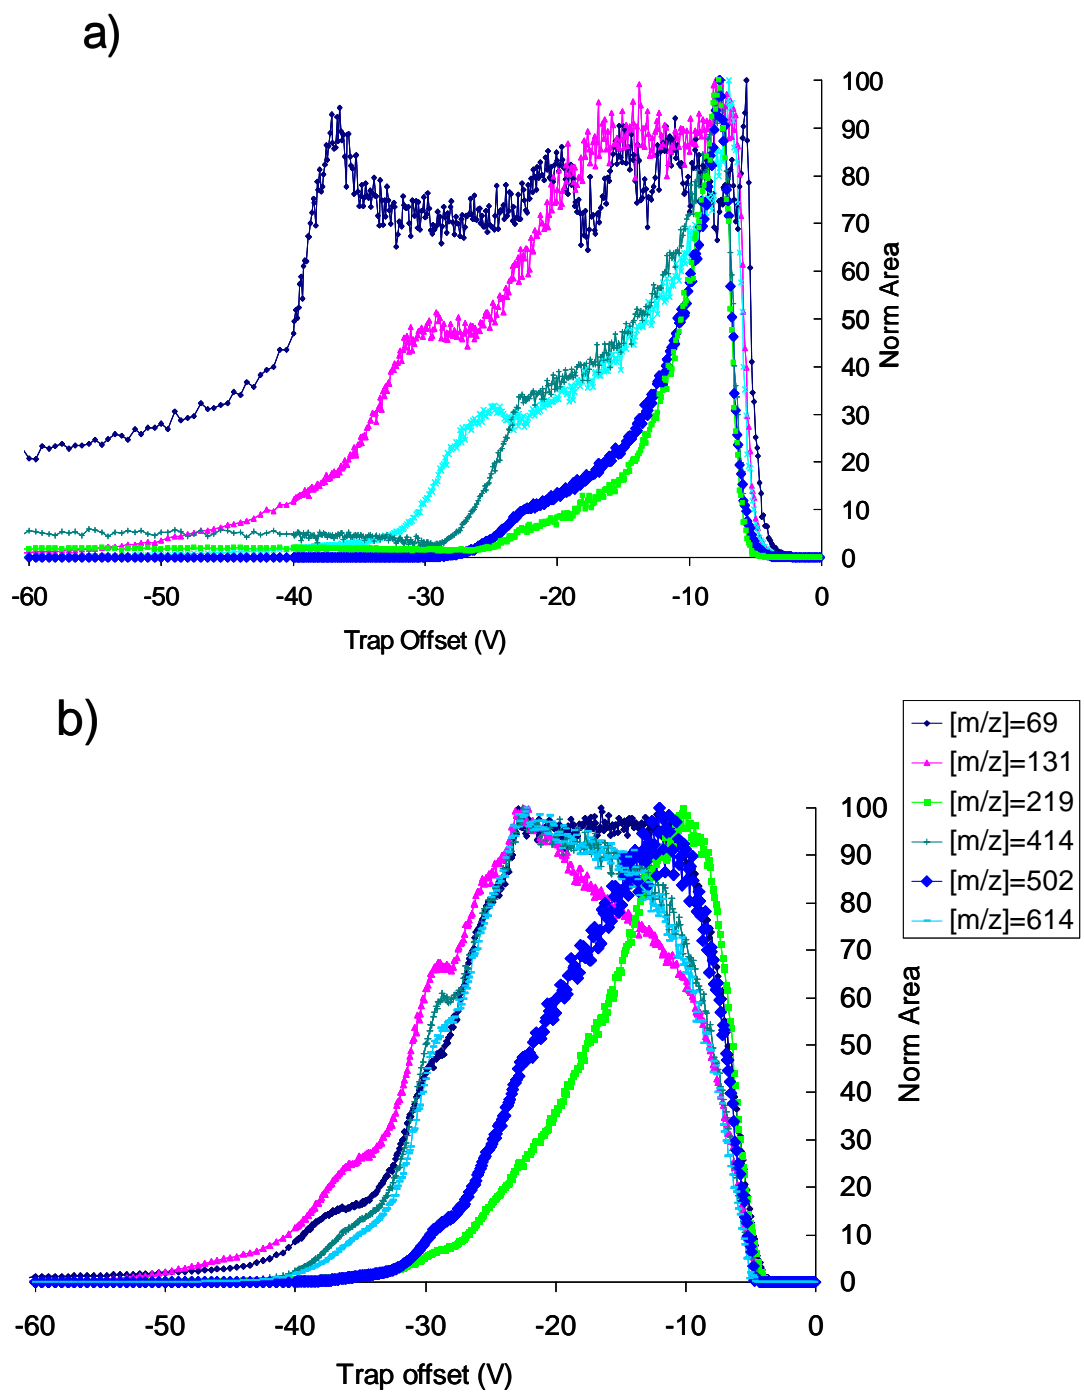 a)
100
90
80
70
60
50
40
30
20
10
0
Norm Area
-60 -50 -40 -30 -20 -10 0
Trap Offset (V)
b)
[m/z]=69
[m/z]=131
[m/z]=219
[m/z]=414
[m/z]=502
[m/z]=614
100
90
80
70
60
50
40
30
20
10
0
Norm Area
-60 -50 -40 -30 -20 -10 0
Trap offset (V)